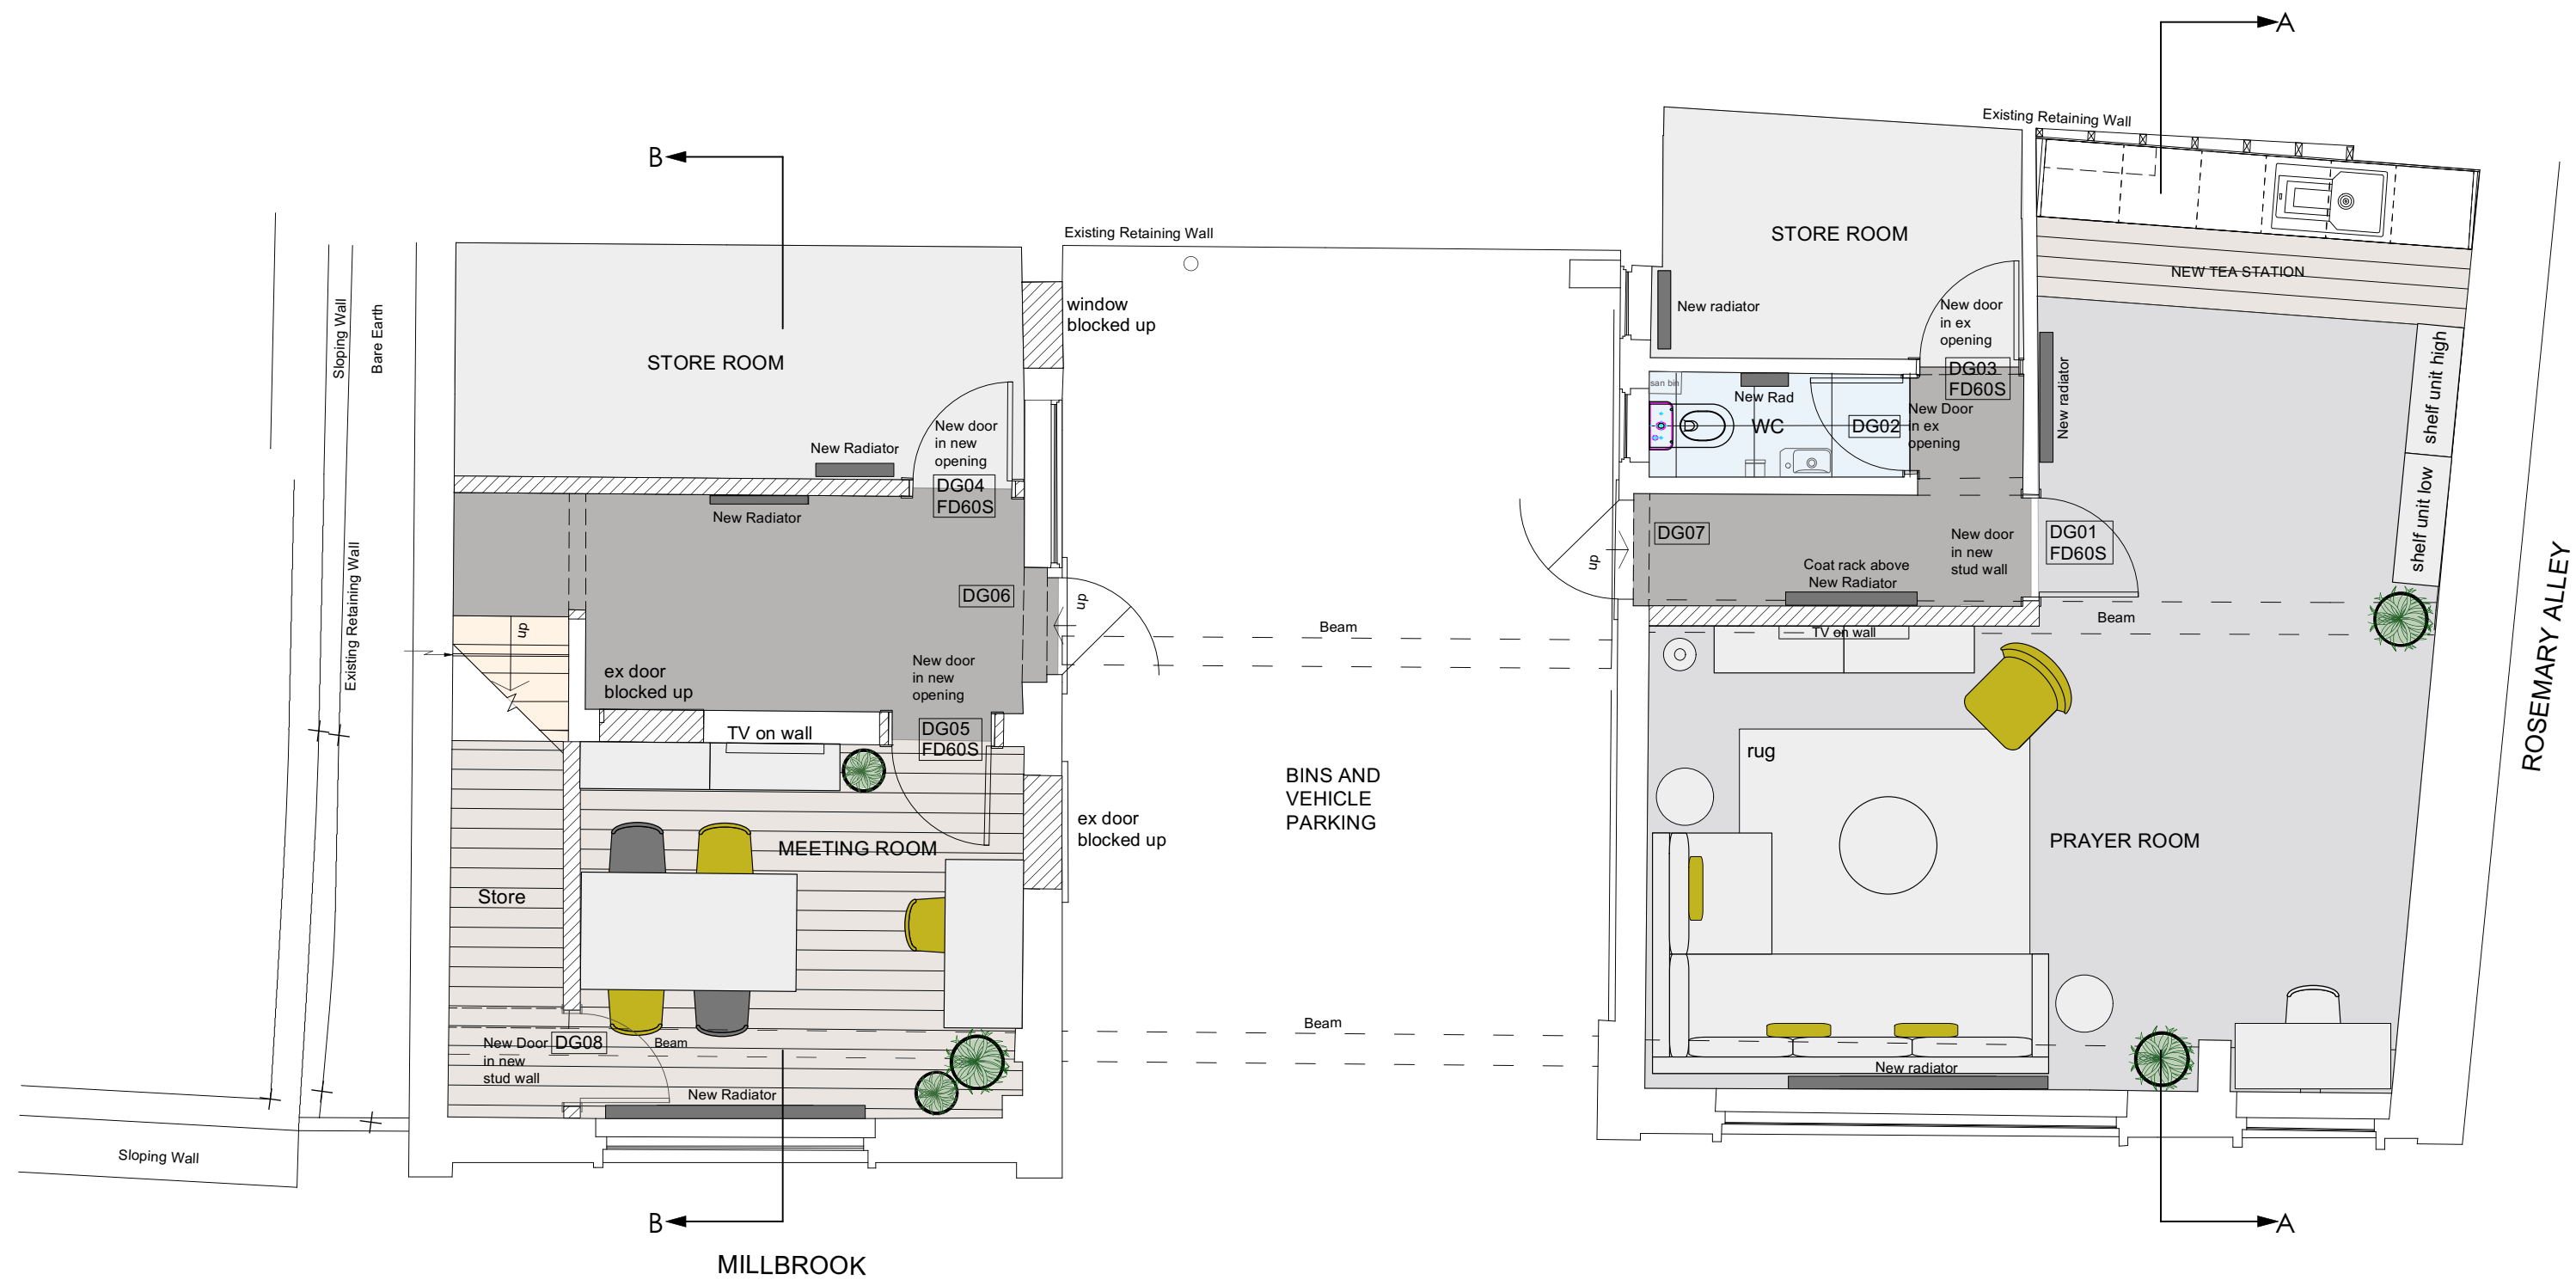 A
Existing Retaining Wall
B
Existing Retaining Wall
STORE ROOM
NEW TEA STATION
window
blocked up
New radiator
New door
in ex
opening
Sloping Wall
Bare Earth
STORE ROOM
DG03
FD60S
san bin
New Rad
WC
DG02
New Door
in ex
opening
New radiator
shelf unit high
shelf unit low
New door
in new
opening
New Radiator
DG04
FD60S
New Radiator
DG07
New door
in new
stud wall
DG01
FD60S
Coat rack above
New Radiator
up
DG06
up
Existing Retaining Wall
Beam
Beam
TV on wall
up
ex door
blocked up
New door
in new
opening
DG05
FD60S
TV on wall
rug
ROSEMARY ALLEY
BINS AND
VEHICLE
PARKING
ex door
blocked up
MEETING ROOM
PRAYER ROOM
Store
Beam
New Door
in new
stud wall
DG08
Beam
New Radiator
New radiator
Sloping Wall
B
A
MILLBROOK